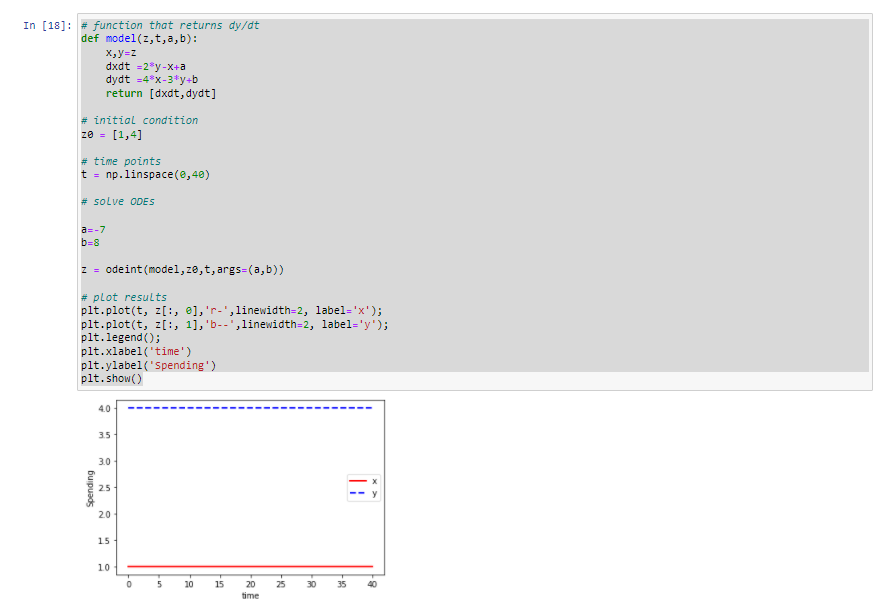 In [18]: # function that returns dy/dt
def model(z,t,a,b):
    x,y=z
    dxdt =2*y-x+a
    dydt =4*x-3*y+b
    return [dxdt,dydt]
# initial condition
z0 = [1,4]
# time points
t = np.linspace(0,40)
# solve ODEs
a=-7
b=8
z = odeint(model,z0,t,args=(a,b))
# plot results
plt.plot(t, z[:, 0],'r-',linewidth=2, label='x');
plt.plot(t, z[:, 1],'b--',linewidth=2, label='y');
plt.legend();
plt.xlabel('time')
plt.ylabel('Spending')
plt.show()
4.0
3.5
3.0
2.5
2.0
1.5
1.0
Spending
x
y
0 5 10 15 20 25 30 35 40
time